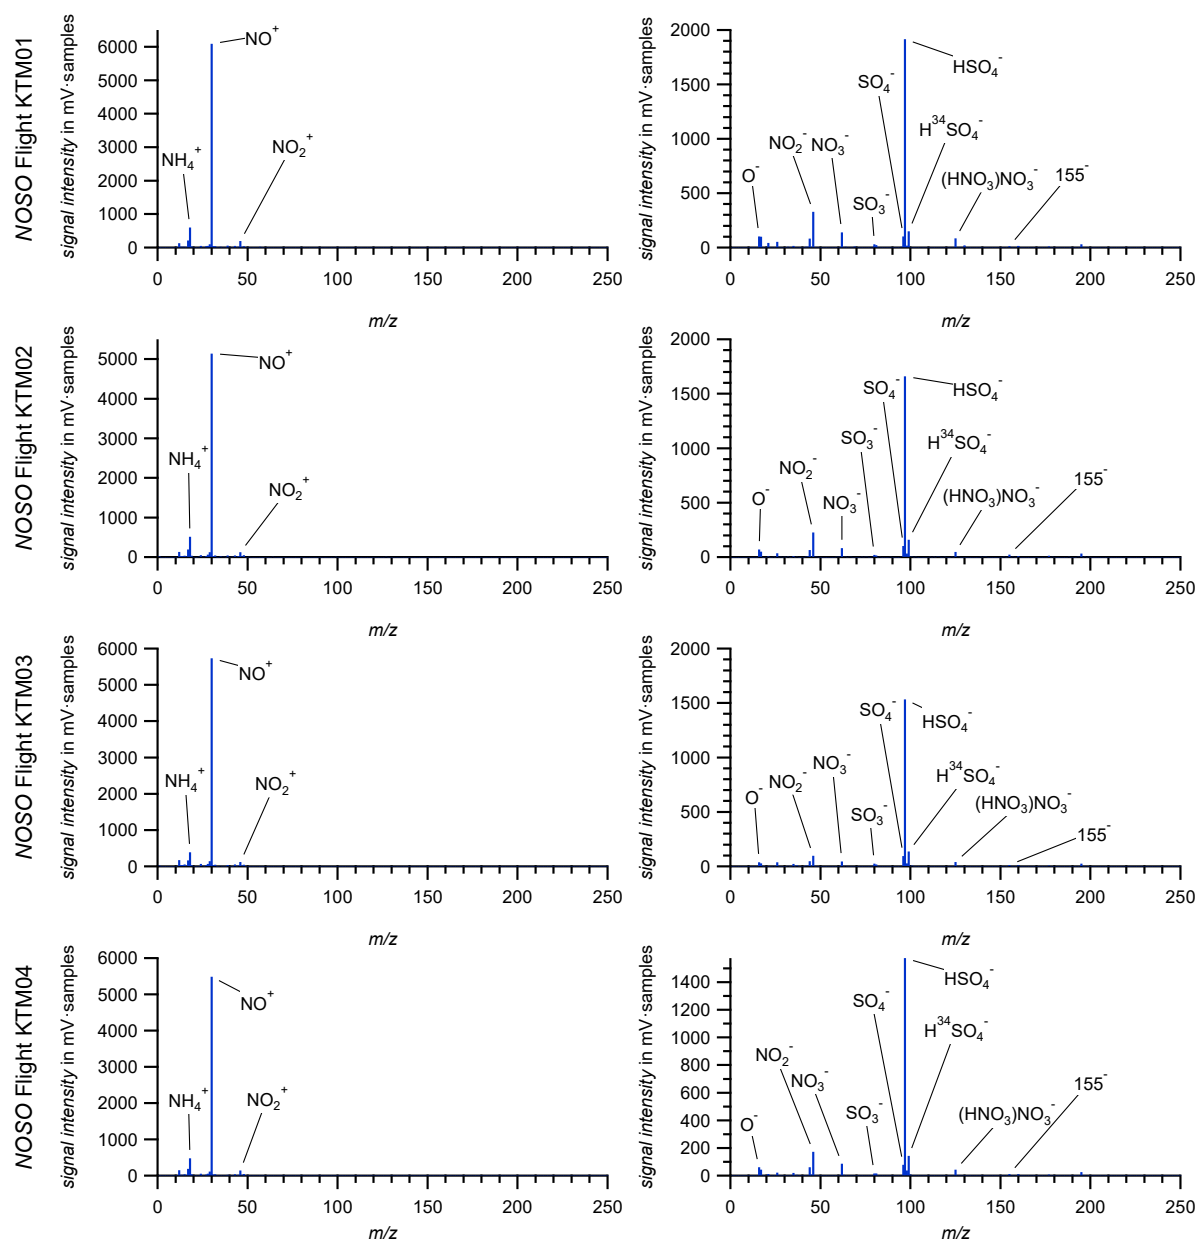 NOSO Flight KTM01
signal intensity in mV·samples
6000
5000
4000
3000
2000
1000
0
NO⁺
NH₄⁺
NO₂⁺
0 50 100 150 200 250
m/z
signal intensity in mV·samples
2000
1500
1000
500
0
HSO₄⁻
SO₄⁻
H³⁴SO₄⁻
NO₂⁻
NO₃⁻
(HNO₃)NO₃⁻
155⁻
O⁻
SO₃⁻
0 50 100 150 200 250
m/z
NOSO Flight KTM02
signal intensity in mV·samples
5000
4000
3000
2000
1000
0
NO⁺
NH₄⁺
NO₂⁺
0 50 100 150 200 250
m/z
signal intensity in mV·samples
2000
1500
1000
500
0
SO₄⁻
HSO₄⁻
SO₃⁻
H³⁴SO₄⁻
NO₂⁻
155⁻
O⁻
NO₃⁻
(HNO₃)NO₃⁻
0 50 100 150 200 250
m/z
NOSO Flight KTM03
signal intensity in mV·samples
6000
5000
4000
3000
2000
1000
0
NO⁺
NH₄⁺
NO₂⁺
0 50 100 150 200 250
m/z
signal intensity in mV·samples
2000
1500
1000
500
0
SO₄⁻
HSO₄⁻
NO₃⁻
H³⁴SO₄⁻
NO₂⁻
O⁻
(HNO₃)NO₃⁻
SO₃⁻
155⁻
0 50 100 150 200 250
m/z
NOSO Flight KTM04
signal intensity in mV·samples
6000
5000
4000
3000
2000
1000
0
NO⁺
NH₄⁺
NO₂⁺
0 50 100 150 200 250
m/z
signal intensity in mV·samples
1400
1200
1000
800
600
400
200
0
HSO₄⁻
SO₄⁻
H³⁴SO₄⁻
NO₂⁻
NO₃⁻
155⁻
SO₃⁻
(HNO₃)NO₃⁻
O⁻
0 50 100 150 200 250
m/z